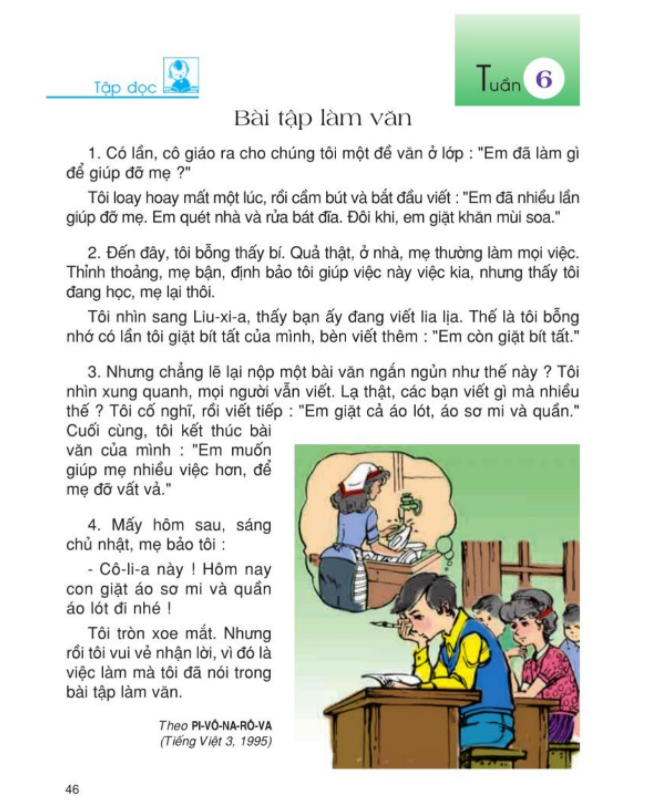 Tập đọc
Tuần 6
Bài tập làm văn
1. Có lần, cô giáo ra cho chúng tôi một đề văn ở lớp : "Em đã làm gì
để giúp đỡ mẹ ?"
Tôi loay hoay mất một lúc, rồi cầm bút và bắt đầu viết : "Em đã nhiều lần
giúp đỡ mẹ. Em quét nhà và rửa bát đĩa. Đôi khi, em giặt khăn mùi soa."
2. Đến đây, tôi bỗng thấy bí. Quả thật, ở nhà, mẹ thường làm mọi việc.
Thỉnh thoảng, mẹ bận, định bảo tôi giúp việc này việc kia, nhưng thấy tôi
đang học, mẹ lại thôi.
Tôi nhìn sang Liu-xi-a, thấy bạn ấy đang viết lia lịa. Thế là tôi bỗng
nhớ có lần tôi giặt bít tất của mình, bèn viết thêm : "Em còn giặt bít tất."
3. Nhưng chẳng lẽ lại nộp một bài văn ngắn ngủn như thế này ? Tôi
nhìn xung quanh, mọi người vẫn viết. Lạ thật, các bạn viết gì mà nhiều
thế ? Tôi cố nghĩ, rồi viết tiếp : "Em giặt cả áo lót, áo sơ mi và quần."
Cuối cùng, tôi kết thúc bài
văn của mình : "Em muốn
giúp mẹ nhiều việc hơn, để
mẹ đỡ vất vả."
4. Mấy hôm sau, sáng
chủ nhật, mẹ bảo tôi :
- Cô-li-a này ! Hôm nay
con giặt áo sơ mi và quần
áo lót đi nhé !
Tôi tròn xoe mắt. Nhưng
rồi tôi vui vẻ nhận lời, vì đó là
việc làm mà tôi đã nói trong
bài tập làm văn.
Theo PI-VÔ-NA-RÔ-VA
(Tiếng Việt 3, 1995)
46